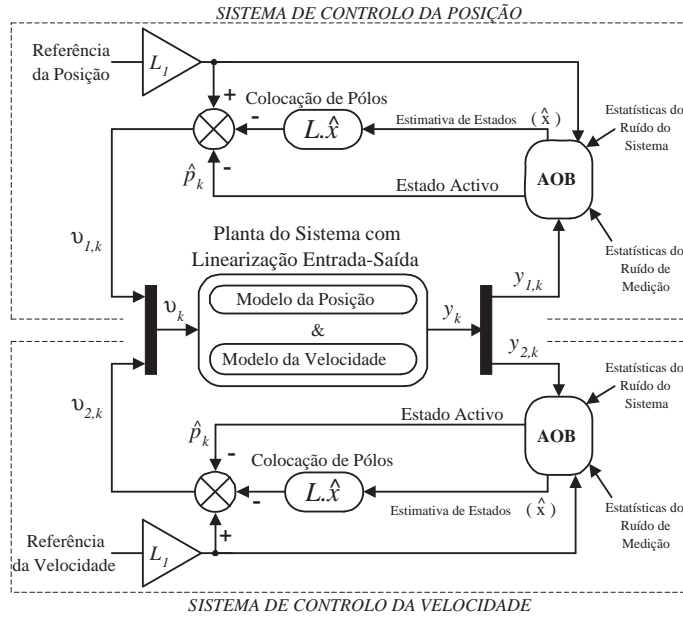 SISTEMA DE CONTROLO DA POSIÇÃO
Referência
da Posição
L1
+
-
-
Colocação de Pólos
L.x̂
Estimativa de Estados
( x̂ )
Estatísticas do
Ruído do
Sistema
AOB
p̂k
Estado Activo
Estatísticas do
Ruído de
Medição
υ1,k
Planta do Sistema com
Linearização Entrada-Saída
y1,k
υk
Modelo da Posição
&
Modelo da Velocidade
yk
y2,k
υ2,k
Estatísticas do
Ruído do
Sistema
p̂k
Estado Activo
AOB
-
-
+
Colocação de Pólos
L.x̂
Estimativa de Estados
( x̂ )
Estatísticas do
Ruído de
Medição
Referência
da Velocidade
L1
SISTEMA DE CONTROLO DA VELOCIDADE